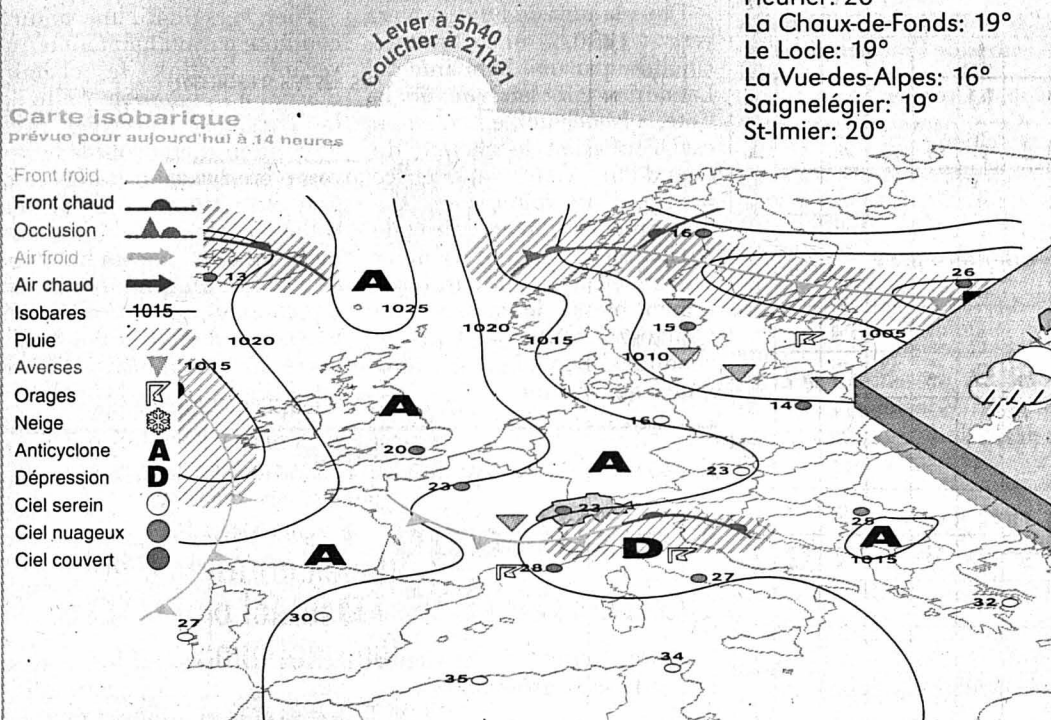 Lever à 5h40
Coucher à 21h31
La Chaux-de-Fonds: 19°
Le Locle: 19°
La Vue-des-Alpes: 16°
Saignelégier: 19°
St-Imier: 20°
Carte isobarique
prévue pour aujourd'hui à 14 heures
Front froid
Front chaud
Occlusion
Air froid
Air chaud
Isobares 1015
Pluie
Averses
Orages
Neige
Anticyclone A
Dépression D
Ciel serein
Ciel nuageux
Ciel couvert
16
13
A
26
1025
1020
1020
1015
15
1005
1010
1015
A
14
16
20
A
23
23
23
28
A
1015
D
A
28
27
32
30
27
34
35